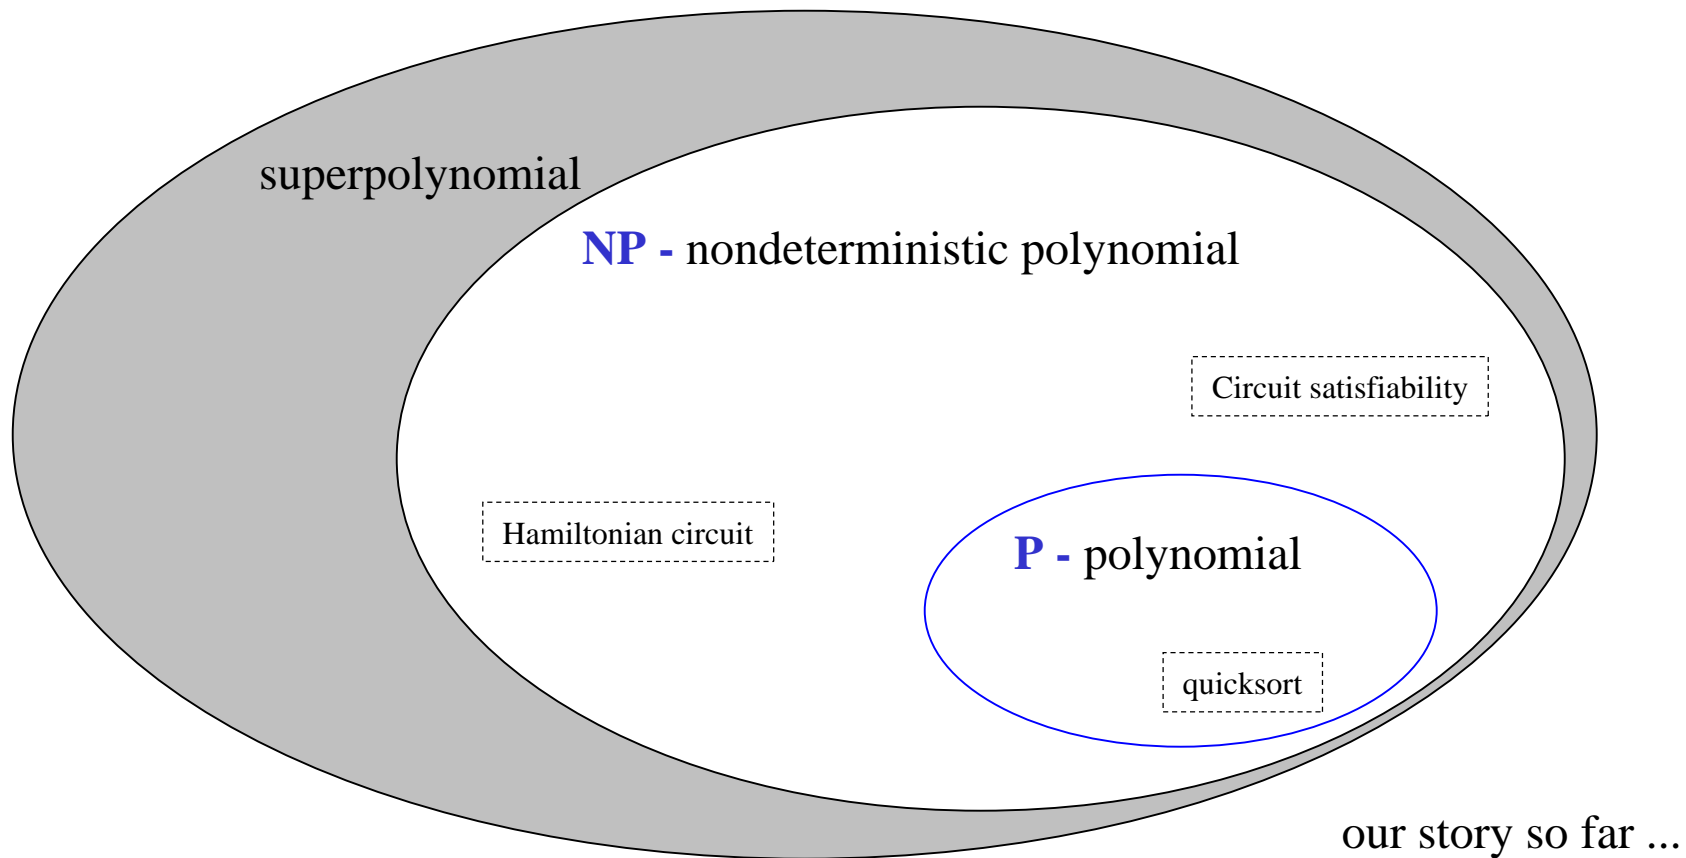 superpolynomial
NP - nondeterministic polynomial
Circuit satisfiability
Hamiltonian circuit
P - polynomial
quicksort
our story so far ...